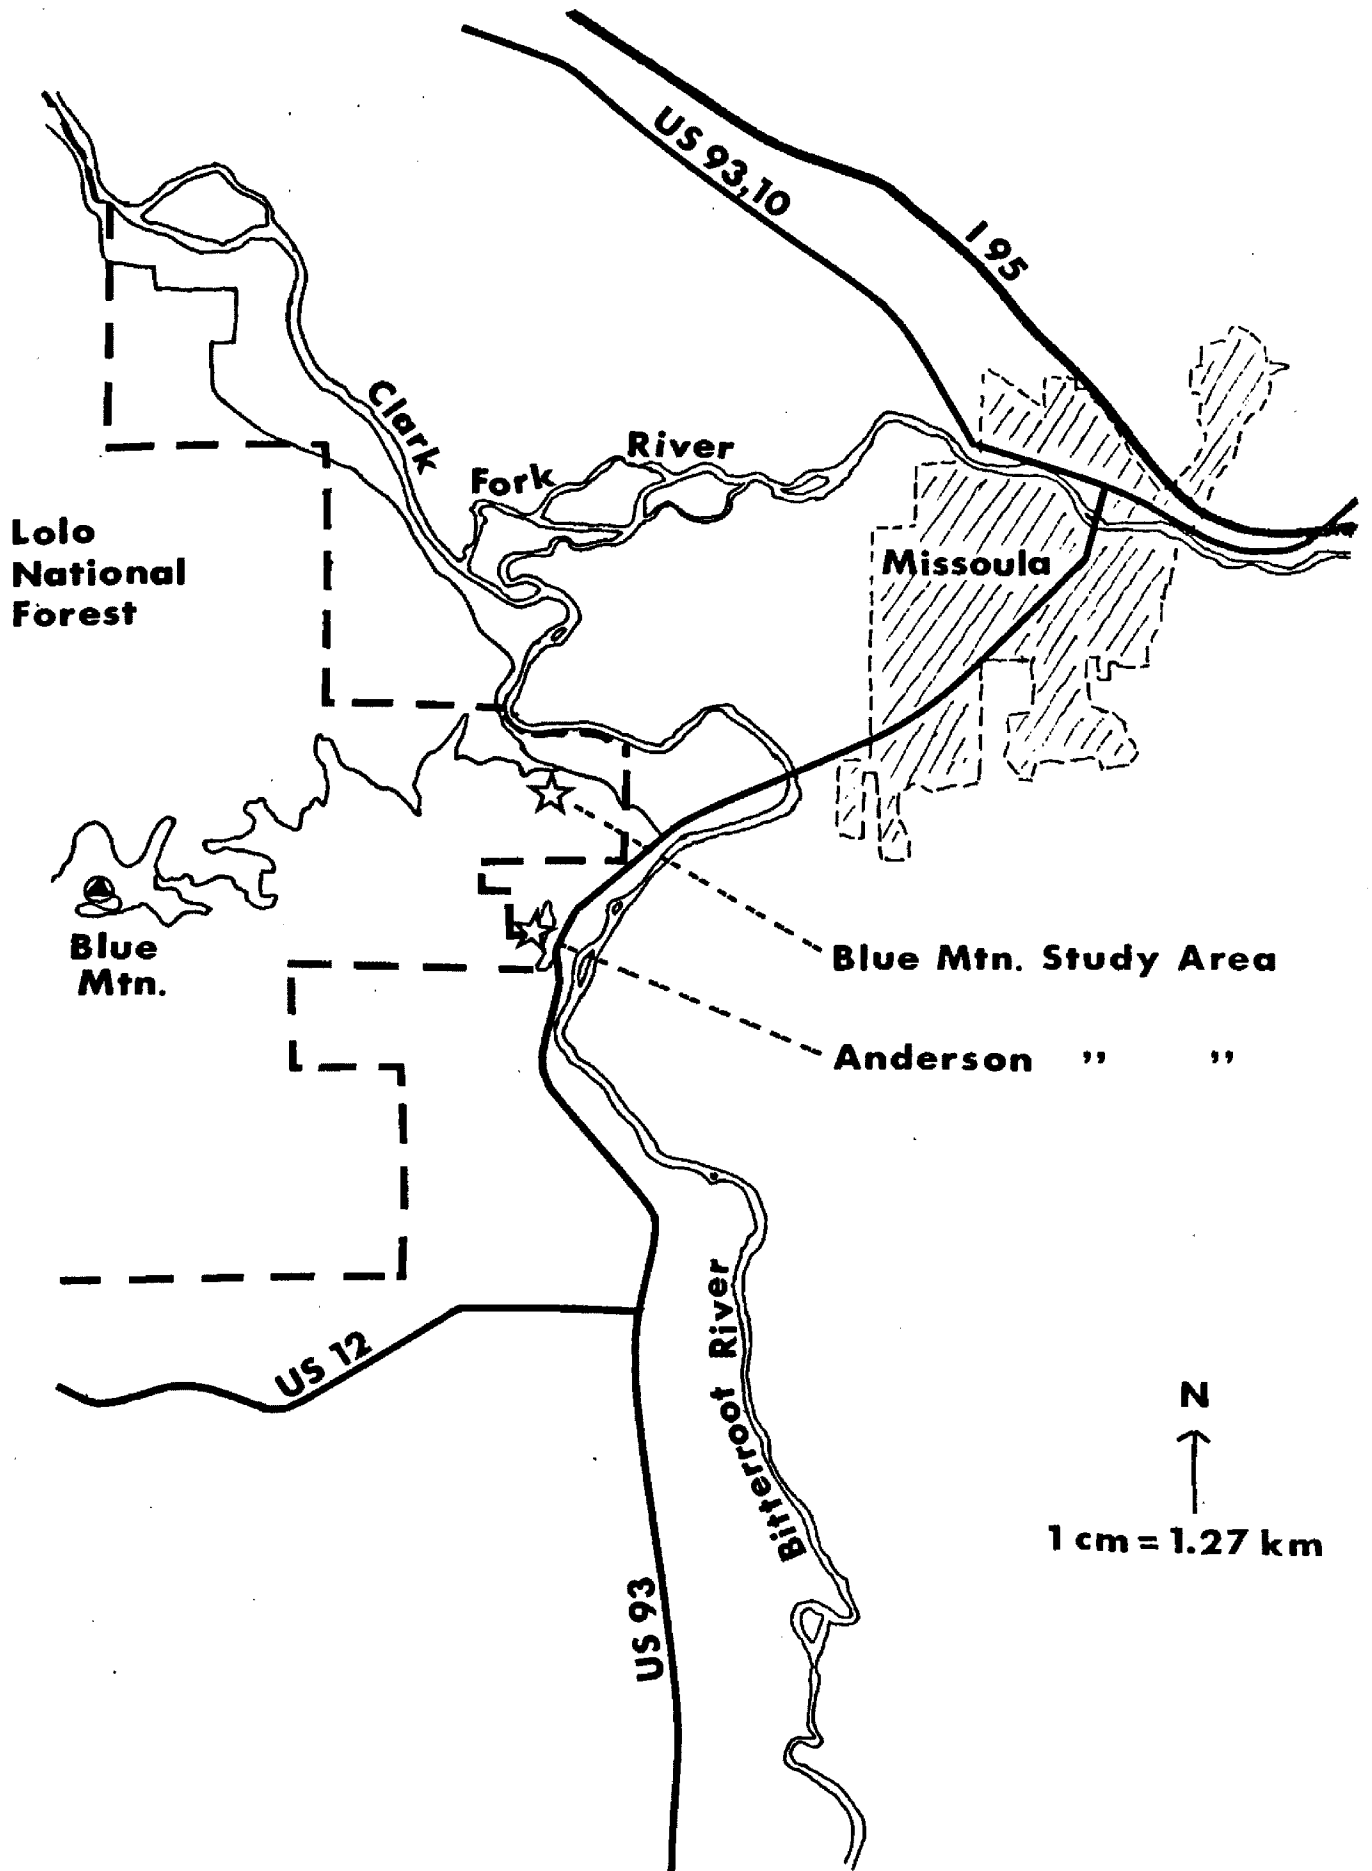 US 93,10
I 95
Clark
Fork
River
Lolo
National
Forest
Missoula
Blue
Mtn.
Blue Mtn. Study Area
Anderson " "
US 12
Bitterroot River
N
1 cm = 1.27 km
US 93